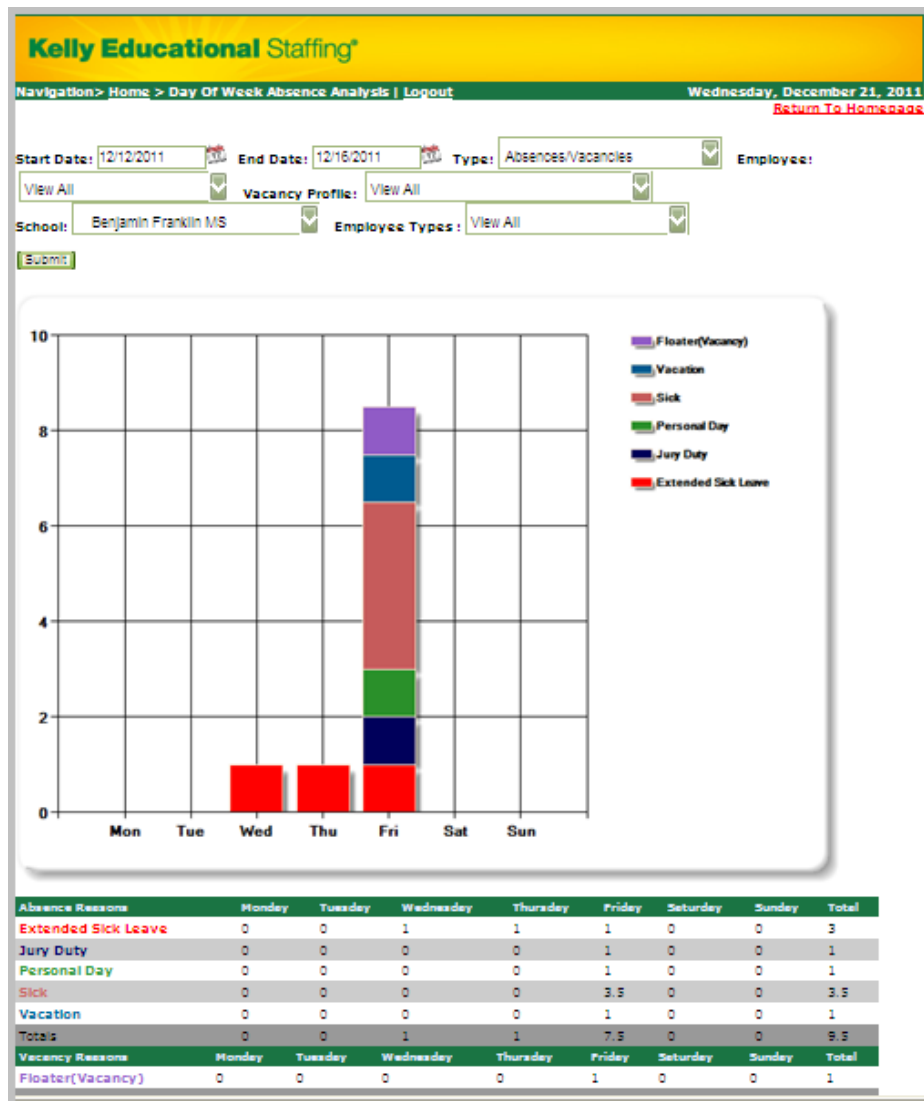 Kelly Educational Staffing®
Navigation> Home > Day Of Week Absence Analysis | Logout Wednesday, December 21, 2011
Return To Homepage
Start Date: 12/12/2011 End Date: 12/16/2011 Type: Absences/Vacancies Employee:
View All Vacancy Profile: View All
School: Benjamin Franklin MS Employee Types : View All
Submit
10
8
6
4
2
0
Mon Tue Wed Thu Fri Sat Sun
Floater(Vacancy)
Vacation
Sick
Personal Day
Jury Duty
Extended Sick Leave
Absence Reasons Monday Tuesday Wednesday Thursday Friday Saturday Sunday Total
Extended Sick Leave 0 0 1 1 1 0 0 3
Jury Duty 0 0 0 0 1 0 0 1
Personal Day 0 0 0 0 1 0 0 1
Sick 0 0 0 0 3.5 0 0 3.5
Vacation 0 0 0 0 1 0 0 1
Totals 0 0 1 1 7.5 0 0 9.5
Vacancy Reasons Monday Tuesday Wednesday Thursday Friday Saturday Sunday Total
Floater(Vacancy) 0 0 0 0 1 0 0 1